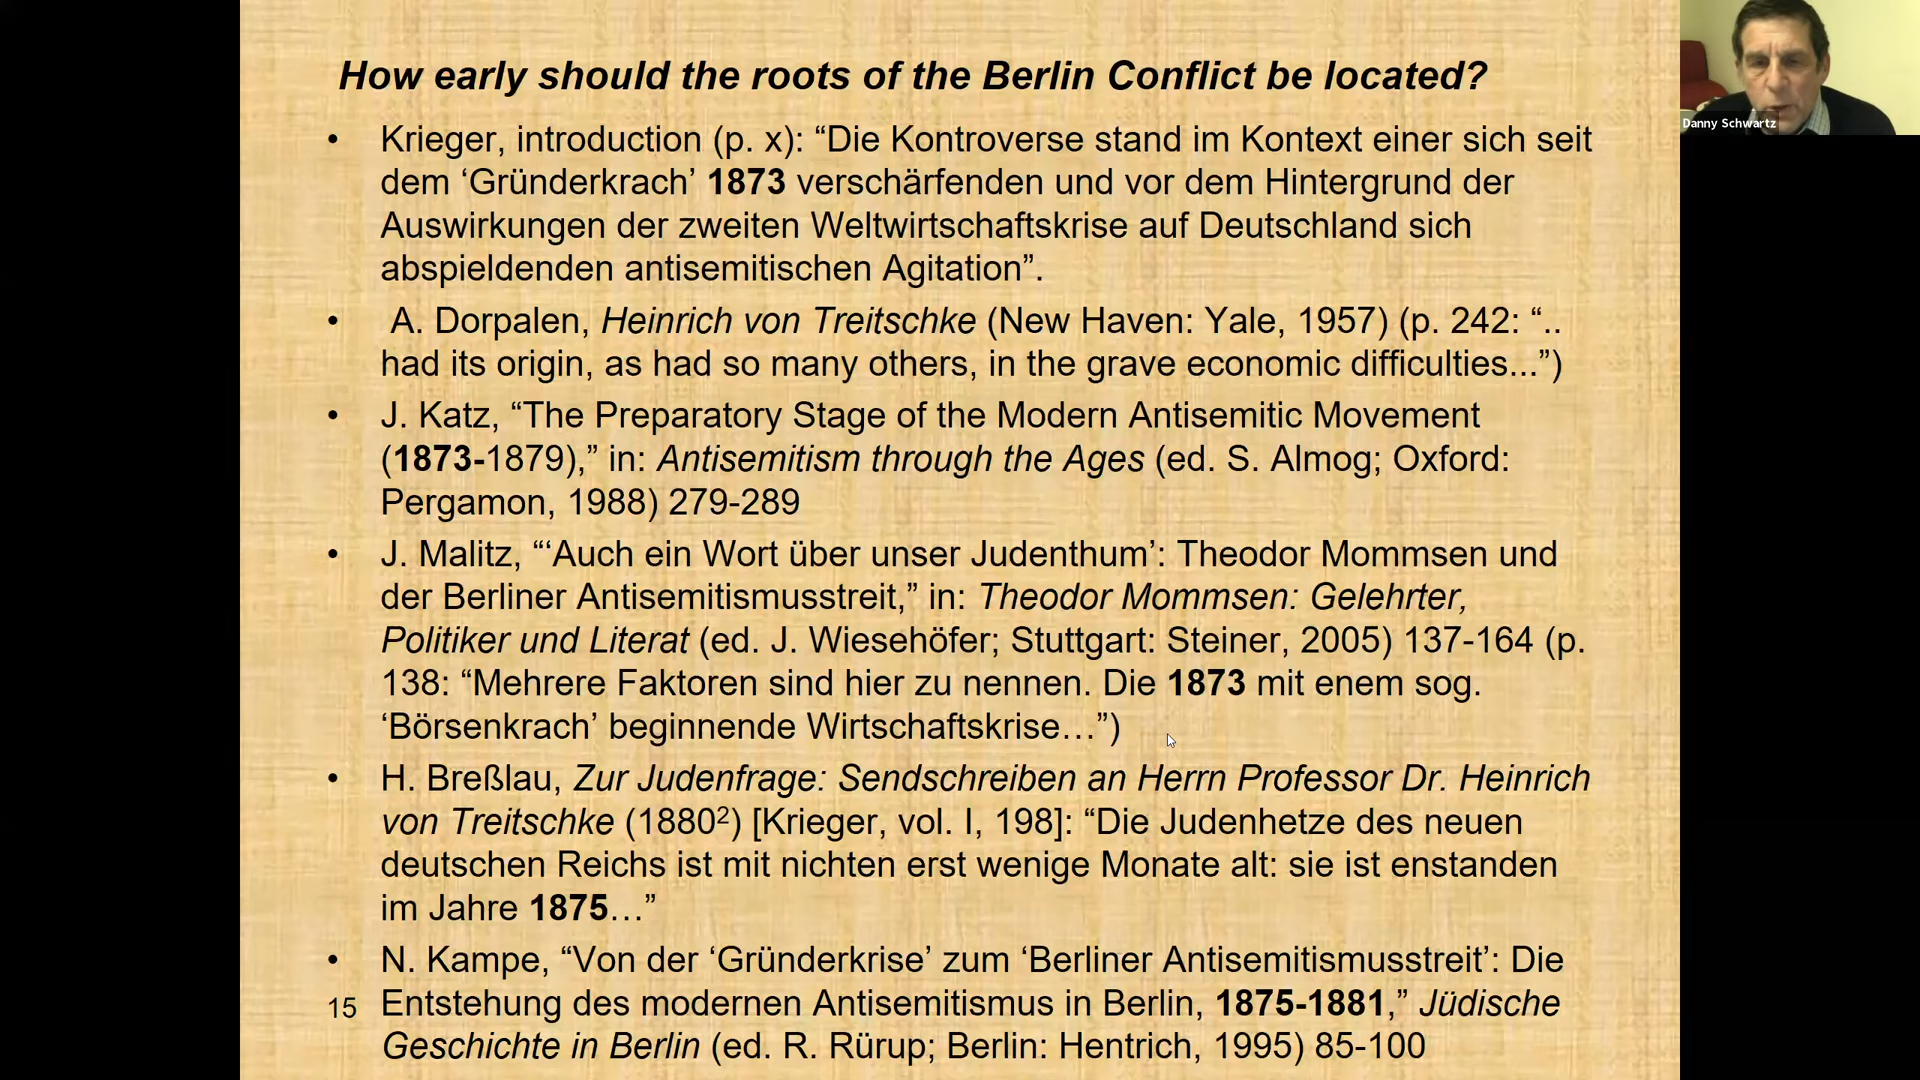 How early should the roots of the Berlin Conflict be located?
• Krieger, introduction (p. x): “Die Kontroverse stand im Kontext einer sich seit
dem ‘Gründerkrach’ 1873 verschärfenden und vor dem Hintergrund der
Auswirkungen der zweiten Weltwirtschaftskrise auf Deutschland sich
abspieldenden antisemitischen Agitation”.
• A. Dorpalen, Heinrich von Treitschke (New Haven: Yale, 1957) (p. 242: “..
had its origin, as had so many others, in the grave economic difficulties...”)
• J. Katz, “The Preparatory Stage of the Modern Antisemitic Movement
(1873-1879),” in: Antisemitism through the Ages (ed. S. Almog; Oxford:
Pergamon, 1988) 279-289
• J. Malitz, “‘Auch ein Wort über unser Judenthum’: Theodor Mommsen und
der Berliner Antisemitismusstreit,” in: Theodor Mommsen: Gelehrter,
Politiker und Literat (ed. J. Wiesehöfer; Stuttgart: Steiner, 2005) 137-164 (p.
138: “Mehrere Faktoren sind hier zu nennen. Die 1873 mit enem sog.
‘Börsenkrach’ beginnende Wirtschaftskrise…”)
• H. Breßlau, Zur Judenfrage: Sendschreiben an Herrn Professor Dr. Heinrich
von Treitschke (1880²) [Krieger, vol. I, 198]: “Die Judenhetze des neuen
deutschen Reichs ist mit nichten erst wenige Monate alt: sie ist enstanden
im Jahre 1875…”
• N. Kampe, “Von der ‘Gründerkrise’ zum ‘Berliner Antisemitismusstreit’: Die
Entstehung des modernen Antisemitismus in Berlin, 1875-1881,” Jüdische
Geschichte in Berlin (ed. R. Rürup; Berlin: Hentrich, 1995) 85-100
15
Danny Schwartz